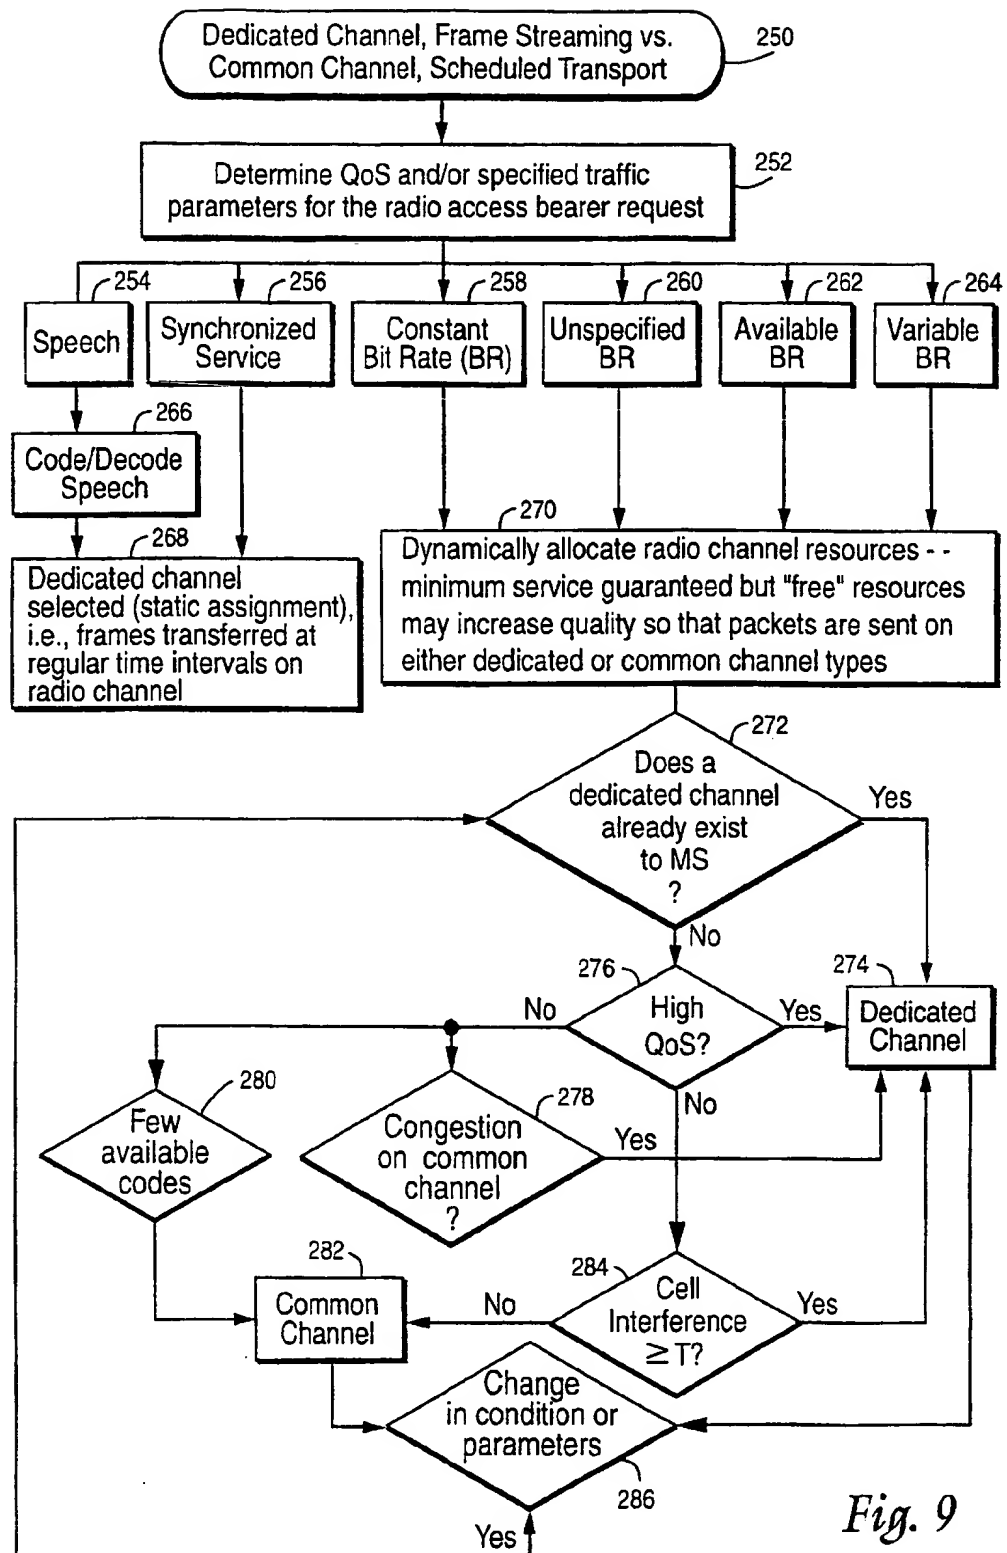 Dedicated Channel, Frame Streaming vs.
Common Channel, Scheduled Transport
250
Determine QoS and/or specified traffic
parameters for the radio access bearer request
252
254
256
258
260
262
264
Speech
Synchronized
Service
Constant
Bit Rate (BR)
Unspecified
BR
Available
BR
Variable
BR
266
Code/Decode
Speech
268
Dedicated channel
selected (static assignment),
i.e., frames transferred at
regular time intervals on
radio channel
270
Dynamically allocate radio channel resources - -
minimum service guaranteed but "free" resources
may increase quality so that packets are sent on
either dedicated or common channel types
272
Does a
dedicated channel
already exist
to MS
?
Yes
No
276
High
QoS?
No
Yes
No
274
Dedicated
Channel
280
Few
available
codes
278
Congestion
on common
channel
?
Yes
282
Common
Channel
284
Cell
Interference
≥ T?
No
Yes
Change
in condition or
parameters
286
Yes
Fig. 9